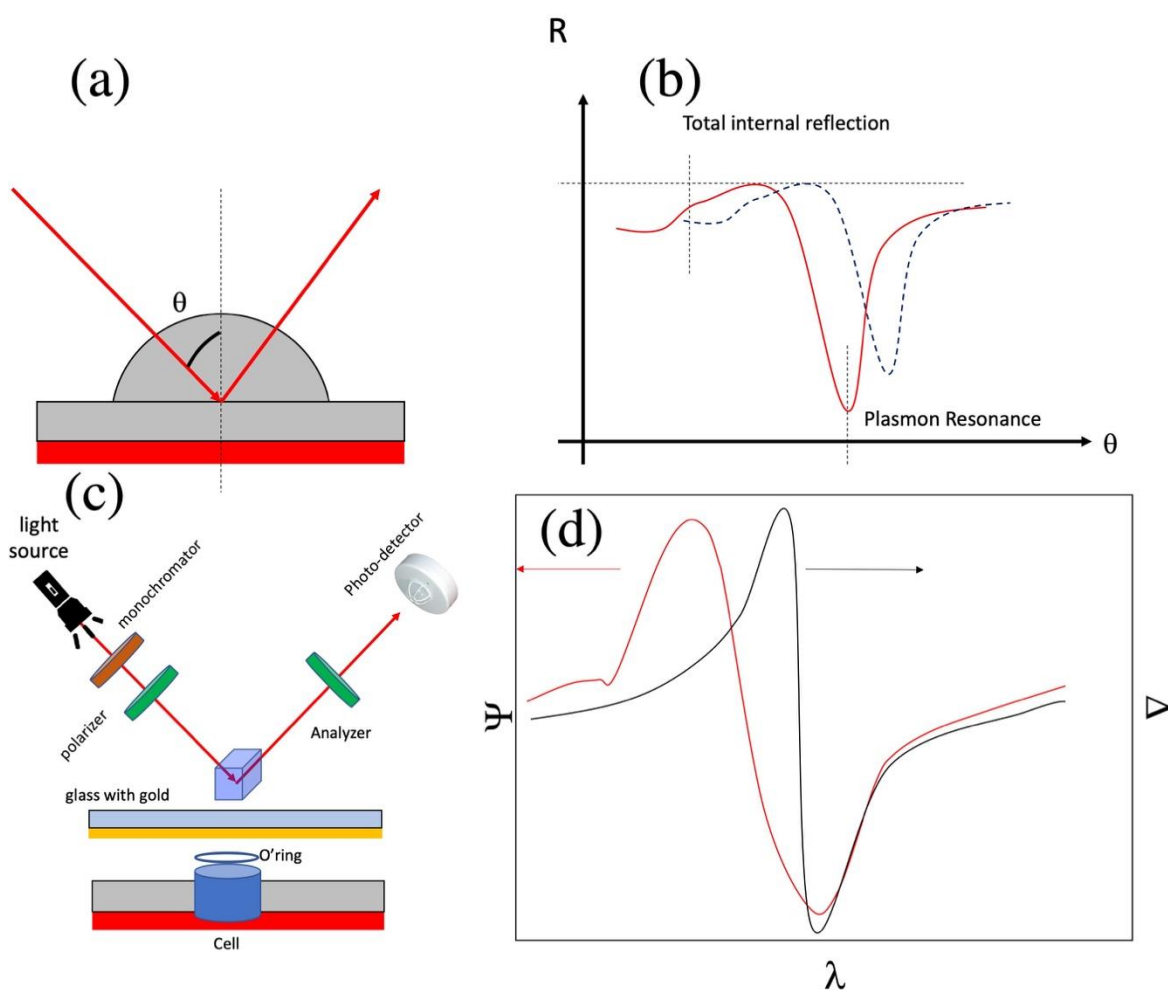 R
(a)
(b)
Total internal reflection
θ
Plasmon Resonance
θ
(c)
light
source
monochromator
polarizer
Photo-detector
Analyzer
glass with gold
O'ring
Cell
(d)
Ψ
Δ
λ